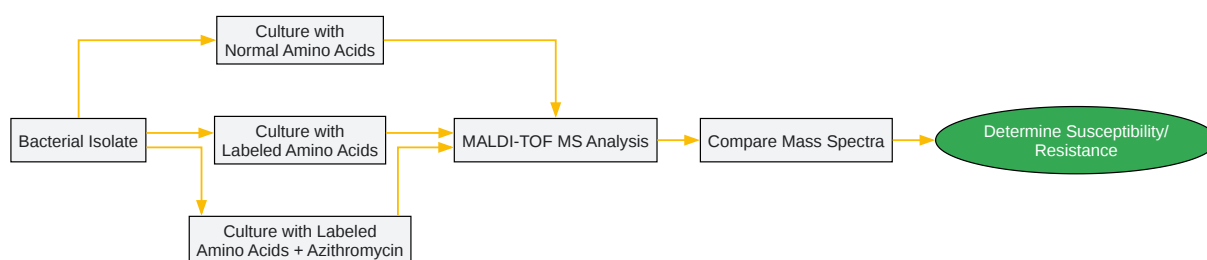 Culture with
Normal Amino Acids
Bacterial Isolate
Culture with
Labeled Amino Acids
MALDI-TOF MS Analysis
Compare Mass Spectra
Determine Susceptibility/
Resistance
Culture with Labeled
Amino Acids + Azithromycin